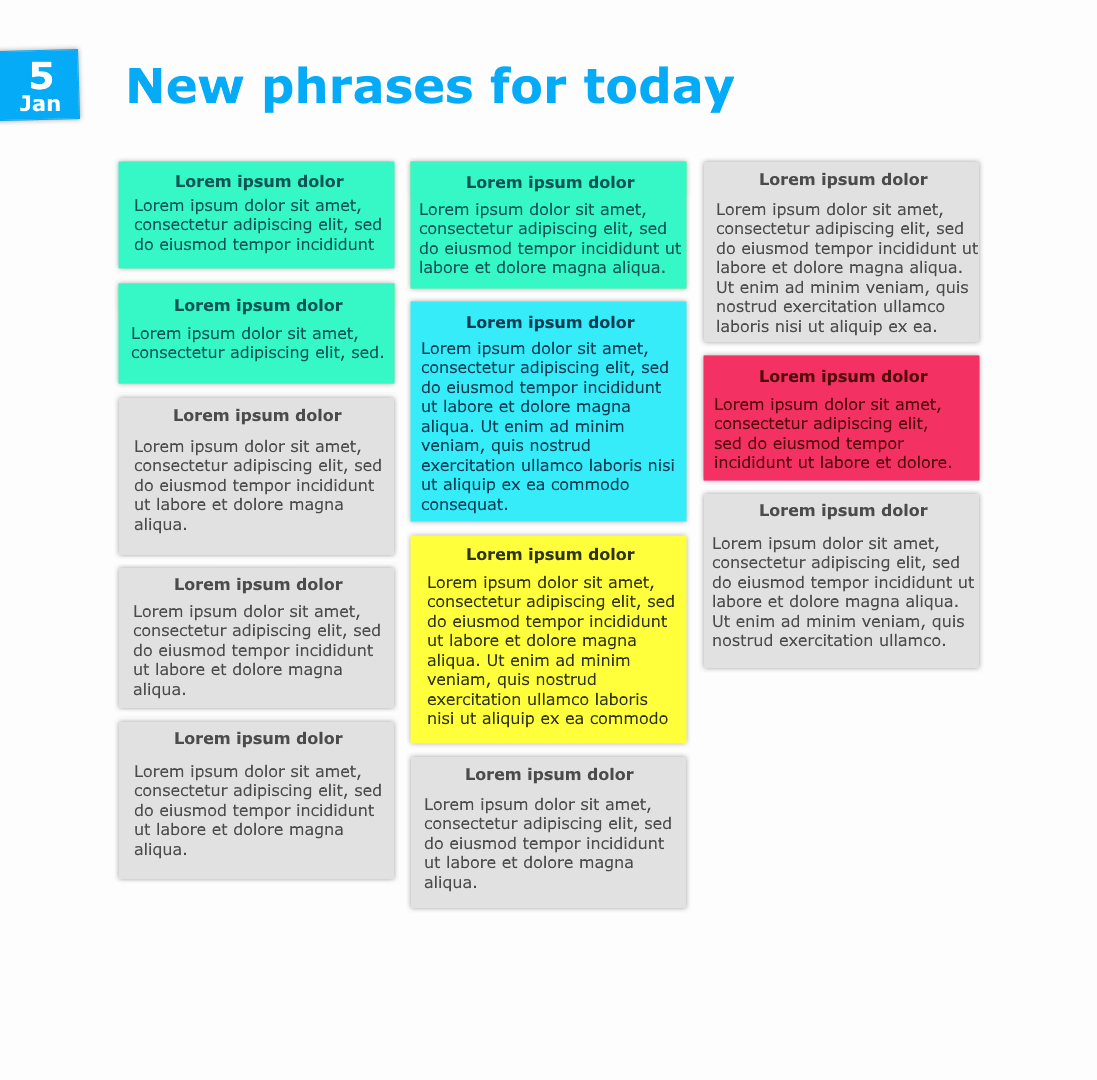 5
Jan
New phrases for today
Lorem ipsum dolor
Lorem ipsum dolor sit amet,
consectetur adipiscing elit, sed
do eiusmod tempor incididunt
Lorem ipsum dolor
Lorem ipsum dolor sit amet,
consectetur adipiscing elit, sed.
Lorem ipsum dolor
Lorem ipsum dolor sit amet,
consectetur adipiscing elit, sed
do eiusmod tempor incididunt
ut labore et dolore magna
aliqua.
Lorem ipsum dolor
Lorem ipsum dolor sit amet,
consectetur adipiscing elit, sed
do eiusmod tempor incididunt
ut labore et dolore magna
aliqua.
Lorem ipsum dolor
Lorem ipsum dolor sit amet,
consectetur adipiscing elit, sed
do eiusmod tempor incididunt
ut labore et dolore magna
aliqua.
Lorem ipsum dolor
Lorem ipsum dolor sit amet,
consectetur adipiscing elit, sed
do eiusmod tempor incididunt ut
labore et dolore magna aliqua.
Lorem ipsum dolor
Lorem ipsum dolor sit amet,
consectetur adipiscing elit, sed
do eiusmod tempor incididunt
ut labore et dolore magna
aliqua. Ut enim ad minim
veniam, quis nostrud
exercitation ullamco laboris nisi
ut aliquip ex ea commodo
consequat.
Lorem ipsum dolor
Lorem ipsum dolor sit amet,
consectetur adipiscing elit, sed
do eiusmod tempor incididunt
ut labore et dolore magna
aliqua. Ut enim ad minim
veniam, quis nostrud
exercitation ullamco laboris
nisi ut aliquip ex ea commodo
Lorem ipsum dolor
Lorem ipsum dolor sit amet,
consectetur adipiscing elit, sed
do eiusmod tempor incididunt
ut labore et dolore magna
aliqua.
Lorem ipsum dolor
Lorem ipsum dolor sit amet,
consectetur adipiscing elit, sed
do eiusmod tempor incididunt ut
labore et dolore magna aliqua.
Ut enim ad minim veniam, quis
nostrud exercitation ullamco
laboris nisi ut aliquip ex ea.
Lorem ipsum dolor
Lorem ipsum dolor sit amet,
consectetur adipiscing elit,
sed do eiusmod tempor
incididunt ut labore et dolore.
Lorem ipsum dolor
Lorem ipsum dolor sit amet,
consectetur adipiscing elit, sed
do eiusmod tempor incididunt ut
labore et dolore magna aliqua.
Ut enim ad minim veniam, quis
nostrud exercitation ullamco.